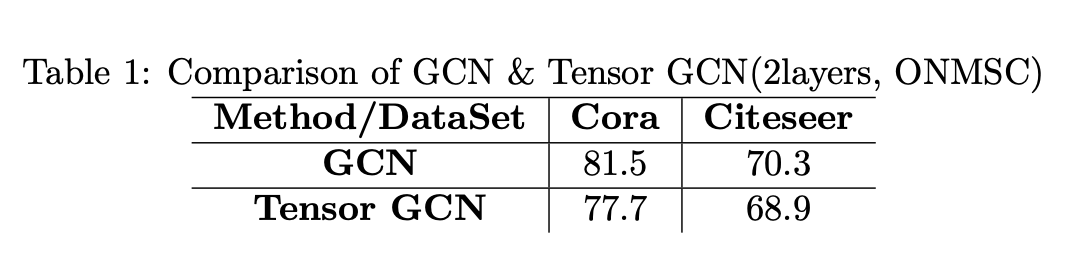 Table 1: Comparison of GCN & Tensor GCN(2layers, ONMSC)
Method/DataSet Cora Citeseer
GCN 81.5 70.3
Tensor GCN 77.7 68.9